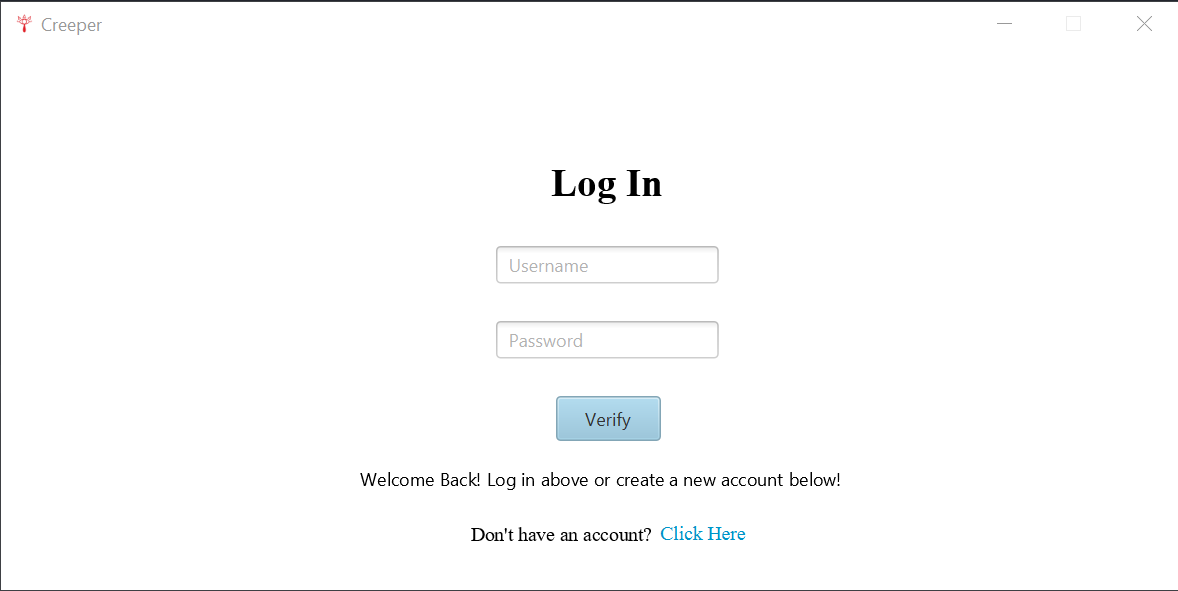 Creeper
Log In
Username
Password
Verify
Welcome Back! Log in above or create a new account below!
Don't have an account? Click Here